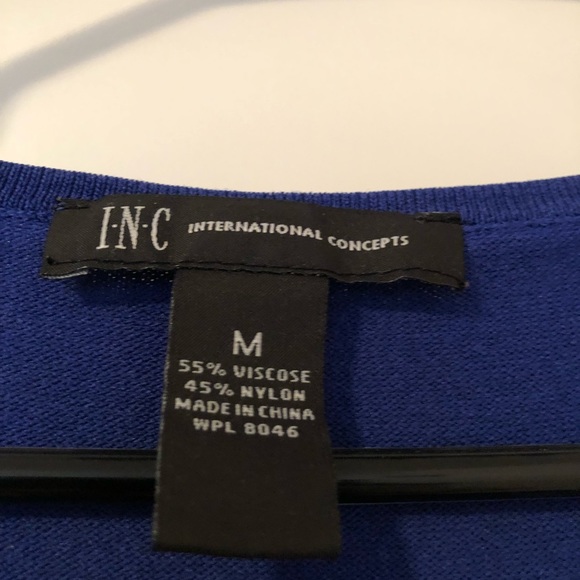 I·N·C INTERNATIONAL CONCEPTS
M
55% VISCOSE
45% NYLON
MADE IN CHINA
WPL 8046